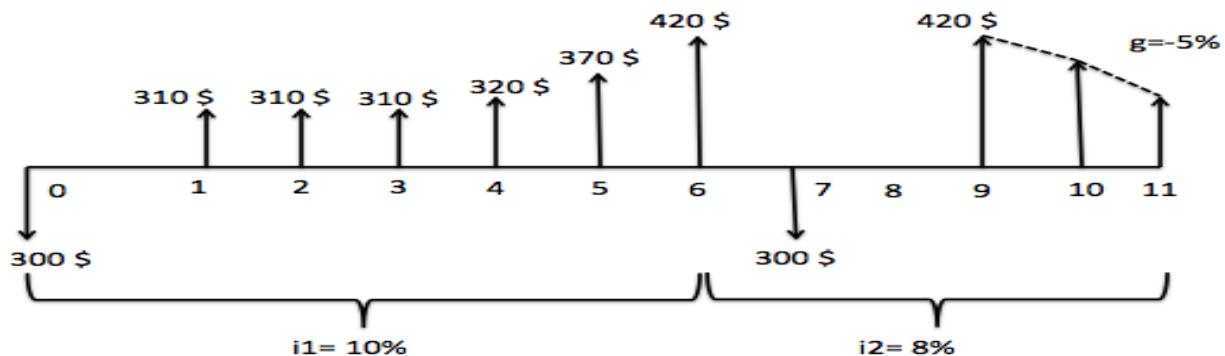 420 $ 420 $
370 $ g=-5%
310 $ 310 $ 310 $ 320 $
0 1 2 3 4 5 6 7 8 9 10 11
300 $ 300 $
i1= 10% i2= 8%